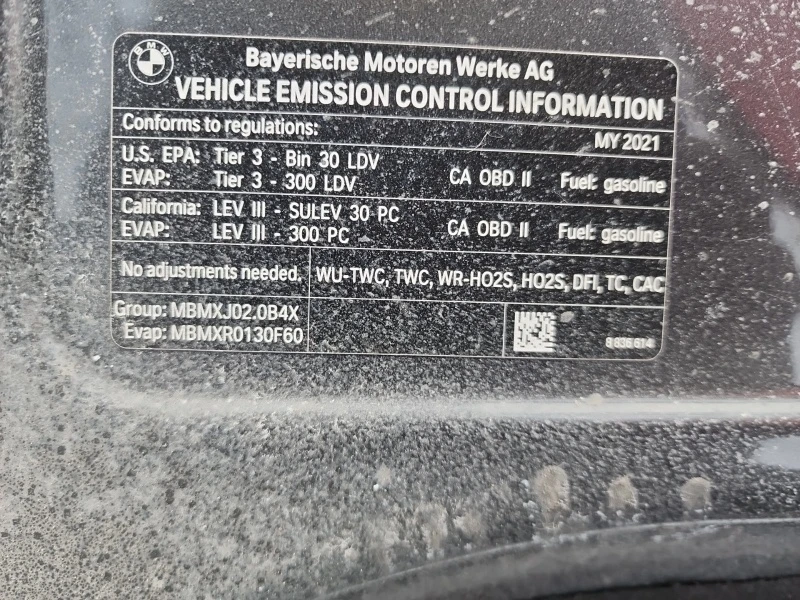 BMW
Bayerische Motoren Werke AG
VEHICLE EMISSION CONTROL INFORMATION
Conforms to regulations: MY 2021
U.S. EPA: Tier 3 - Bin 30 LDV CA OBD II Fuel: gasoline
EVAP: Tier 3 - 300 LDV
California: LEV III - SULEV 30 PC CA OBD II Fuel: gasoline
EVAP: LEV III - 300 PC
No adjustments needed. WU-TWC, TWC, WR-HO2S, HO2S, DFI, TC, CAC
Group: MBMXJ02.0B4X
Evap: MBMXR0130F60
8 836 614